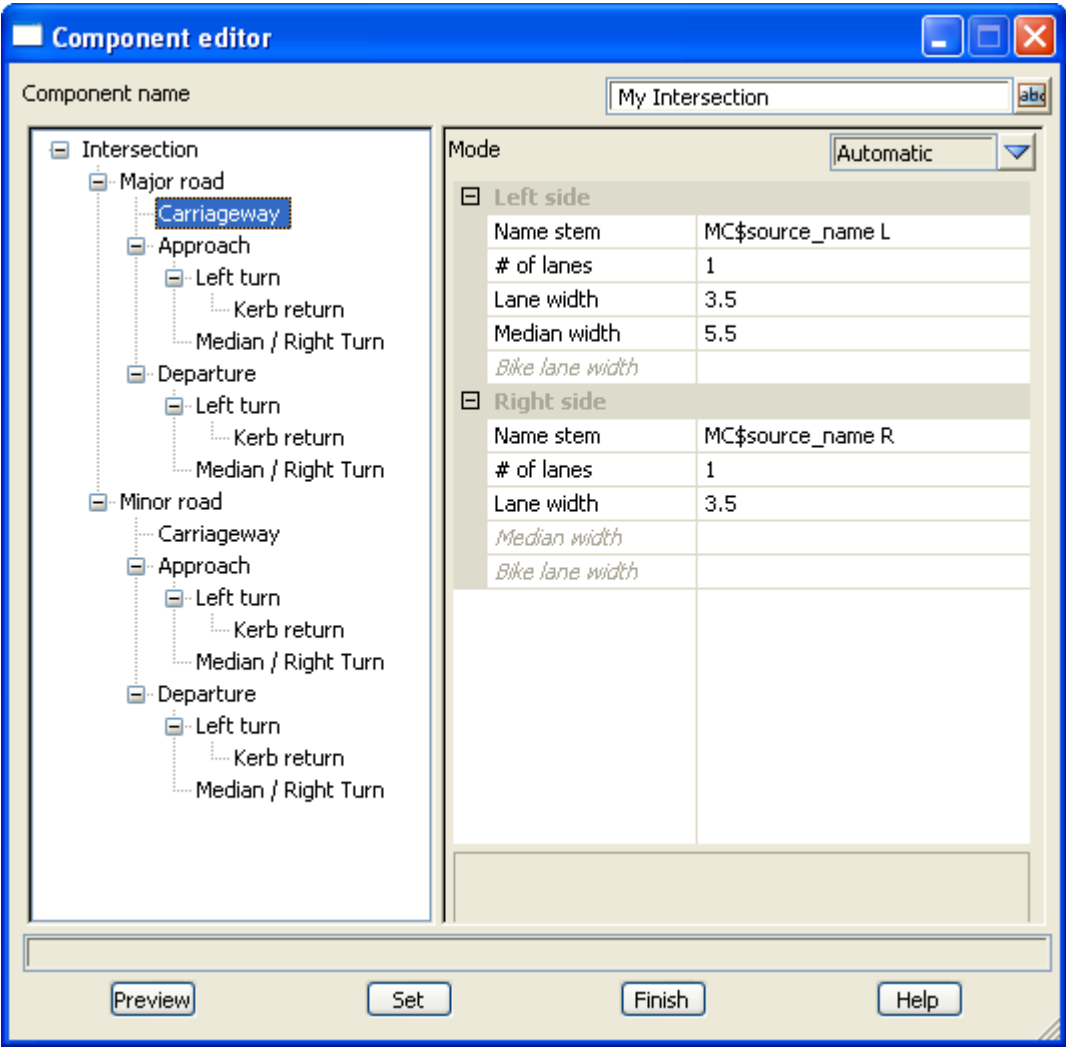 Component editor
Component name
My Intersection
abc
Intersection
Major road
Carriageway
Approach
Left turn
Kerb return
Median / Right Turn
Departure
Left turn
Kerb return
Median / Right Turn
Minor road
Carriageway
Approach
Left turn
Kerb return
Median / Right Turn
Departure
Left turn
Kerb return
Median / Right Turn
Mode Automatic
Left side
Name stem MC$source_name L
# of lanes 1
Lane width 3.5
Median width 5.5
Bike lane width
Right side
Name stem MC$source_name R
# of lanes 1
Lane width 3.5
Median width
Bike lane width
Preview Set Finish Help